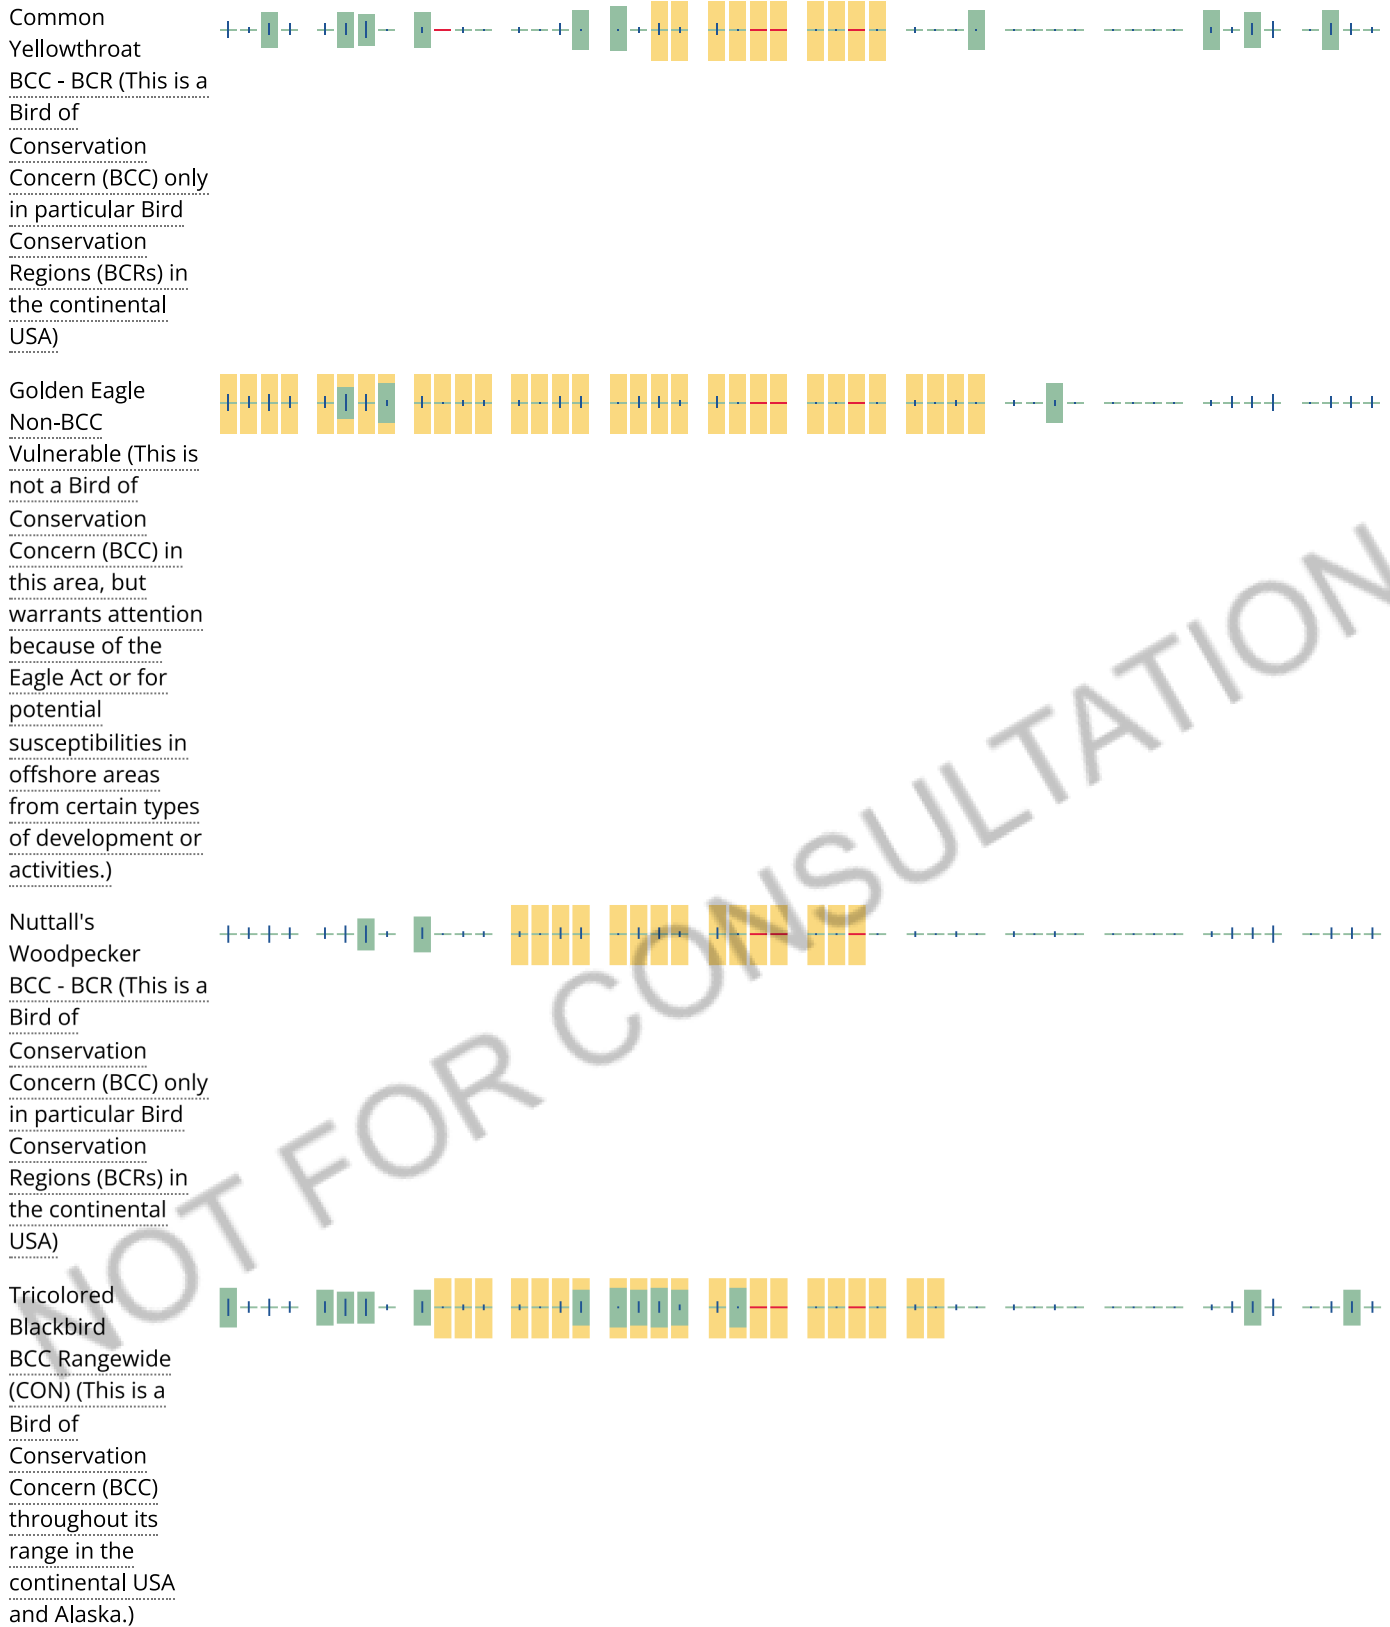 Common
Yellowthroat
BCC - BCR (This is a
Bird of
Conservation
Concern (BCC) only
in particular Bird
Conservation
Regions (BCRs) in
the continental
USA)
Golden Eagle
Non-BCC
Vulnerable (This is
not a Bird of
Conservation
Concern (BCC) in
this area, but
warrants attention
because of the
Eagle Act or for
potential
susceptibilities in
offshore areas
from certain types
of development or
activities.)
Nuttall's
Woodpecker
BCC - BCR (This is a
Bird of
Conservation
Concern (BCC) only
in particular Bird
Conservation
Regions (BCRs) in
the continental
USA)
Tricolored
Blackbird
BCC Rangewide
(CON) (This is a
Bird of
Conservation
Concern (BCC)
throughout its
range in the
continental USA
and Alaska.)
NOT FOR CONSULTATION